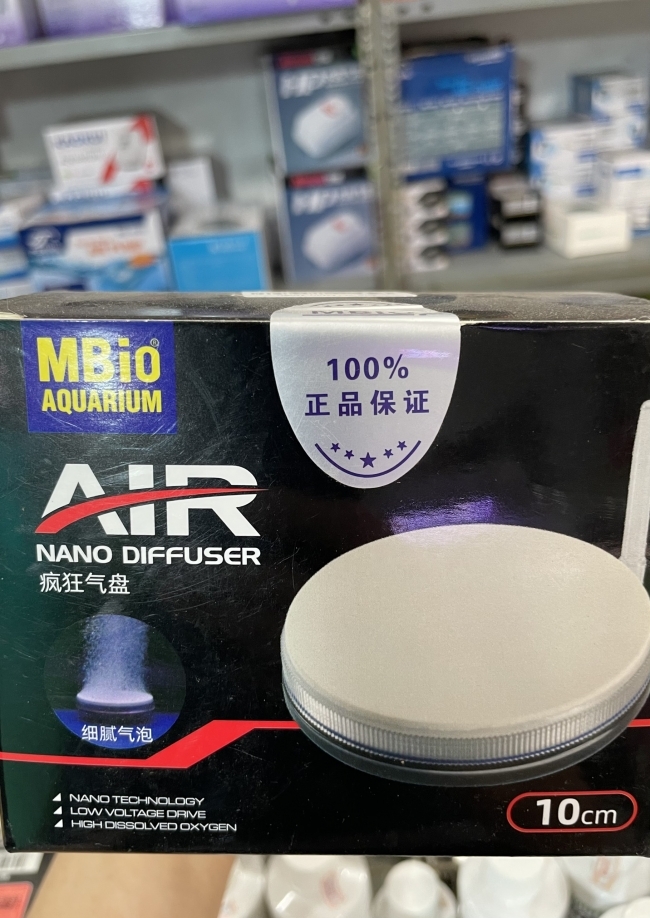 MBio®
AQUARIUM
100%
正品保证
AIR
NANO DIFFUSER
疯狂气盘
细腻气泡
NANO TECHNOLOGY
LOW VOLTAGE DRIVE
HIGH DISSOLVED OXYGEN
10cm